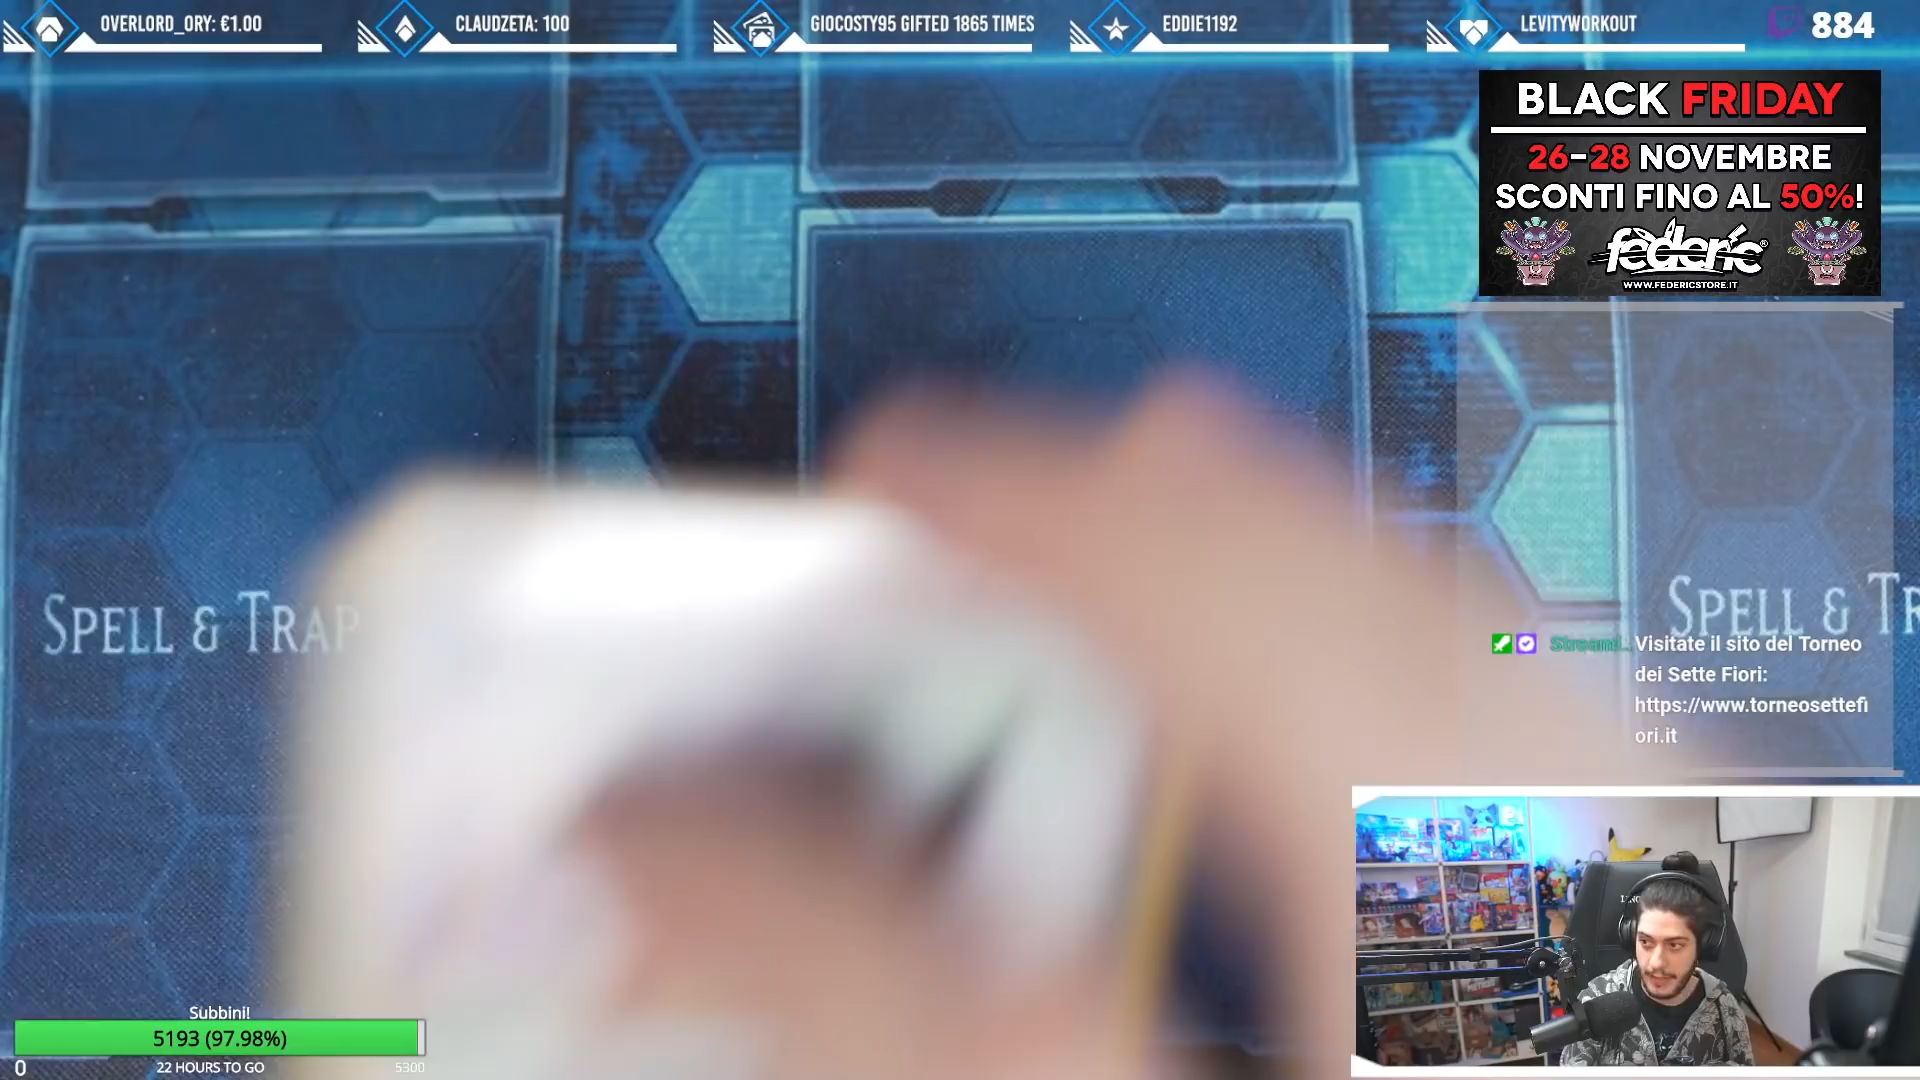 OVERLORD_ORY: €1.00
CLAUDZETA: 100
GIOCOSTY95 GIFTED 1865 TIMES
EDDIE1192
LEVITYWORKOUT
884
BLACK FRIDAY
26-28 NOVEMBRE
SCONTI FINO AL 50%!
federic®
WWW.FEDERICSTORE.IT
SPELL & TRAP
SPELL & TR
Visitate il sito del Torneo
dei Sette Fiori:
https://www.torneosettefi
ori.it
Subbini!
5193 (97.98%)
0
22 HOURS TO GO
5300